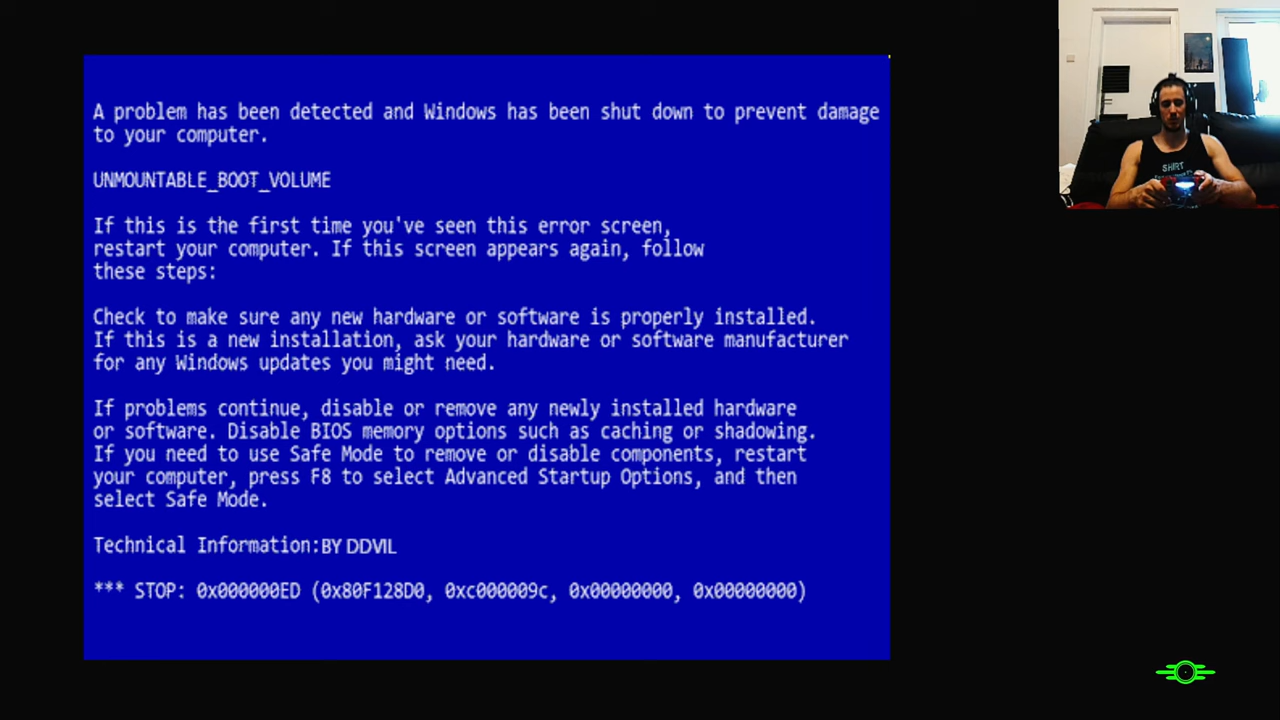 A problem has been detected and Windows has been shut down to prevent damage
to your computer.
UNMOUNTABLE_BOOT_VOLUME
If this is the first time you've seen this error screen,
restart your computer. If this screen appears again, follow
these steps:
Check to make sure any new hardware or software is properly installed.
If this is a new installation, ask your hardware or software manufacturer
for any Windows updates you might need.
If problems continue, disable or remove any newly installed hardware
or software. Disable BIOS memory options such as caching or shadowing.
If you need to use Safe Mode to remove or disable components, restart
your computer, press F8 to select Advanced Startup Options, and then
select Safe Mode.
Technical Information:BY DDVIL
*** STOP: 0x000000ED (0x80F128D0, 0xc000009c, 0x00000000, 0x00000000)
SHIRT